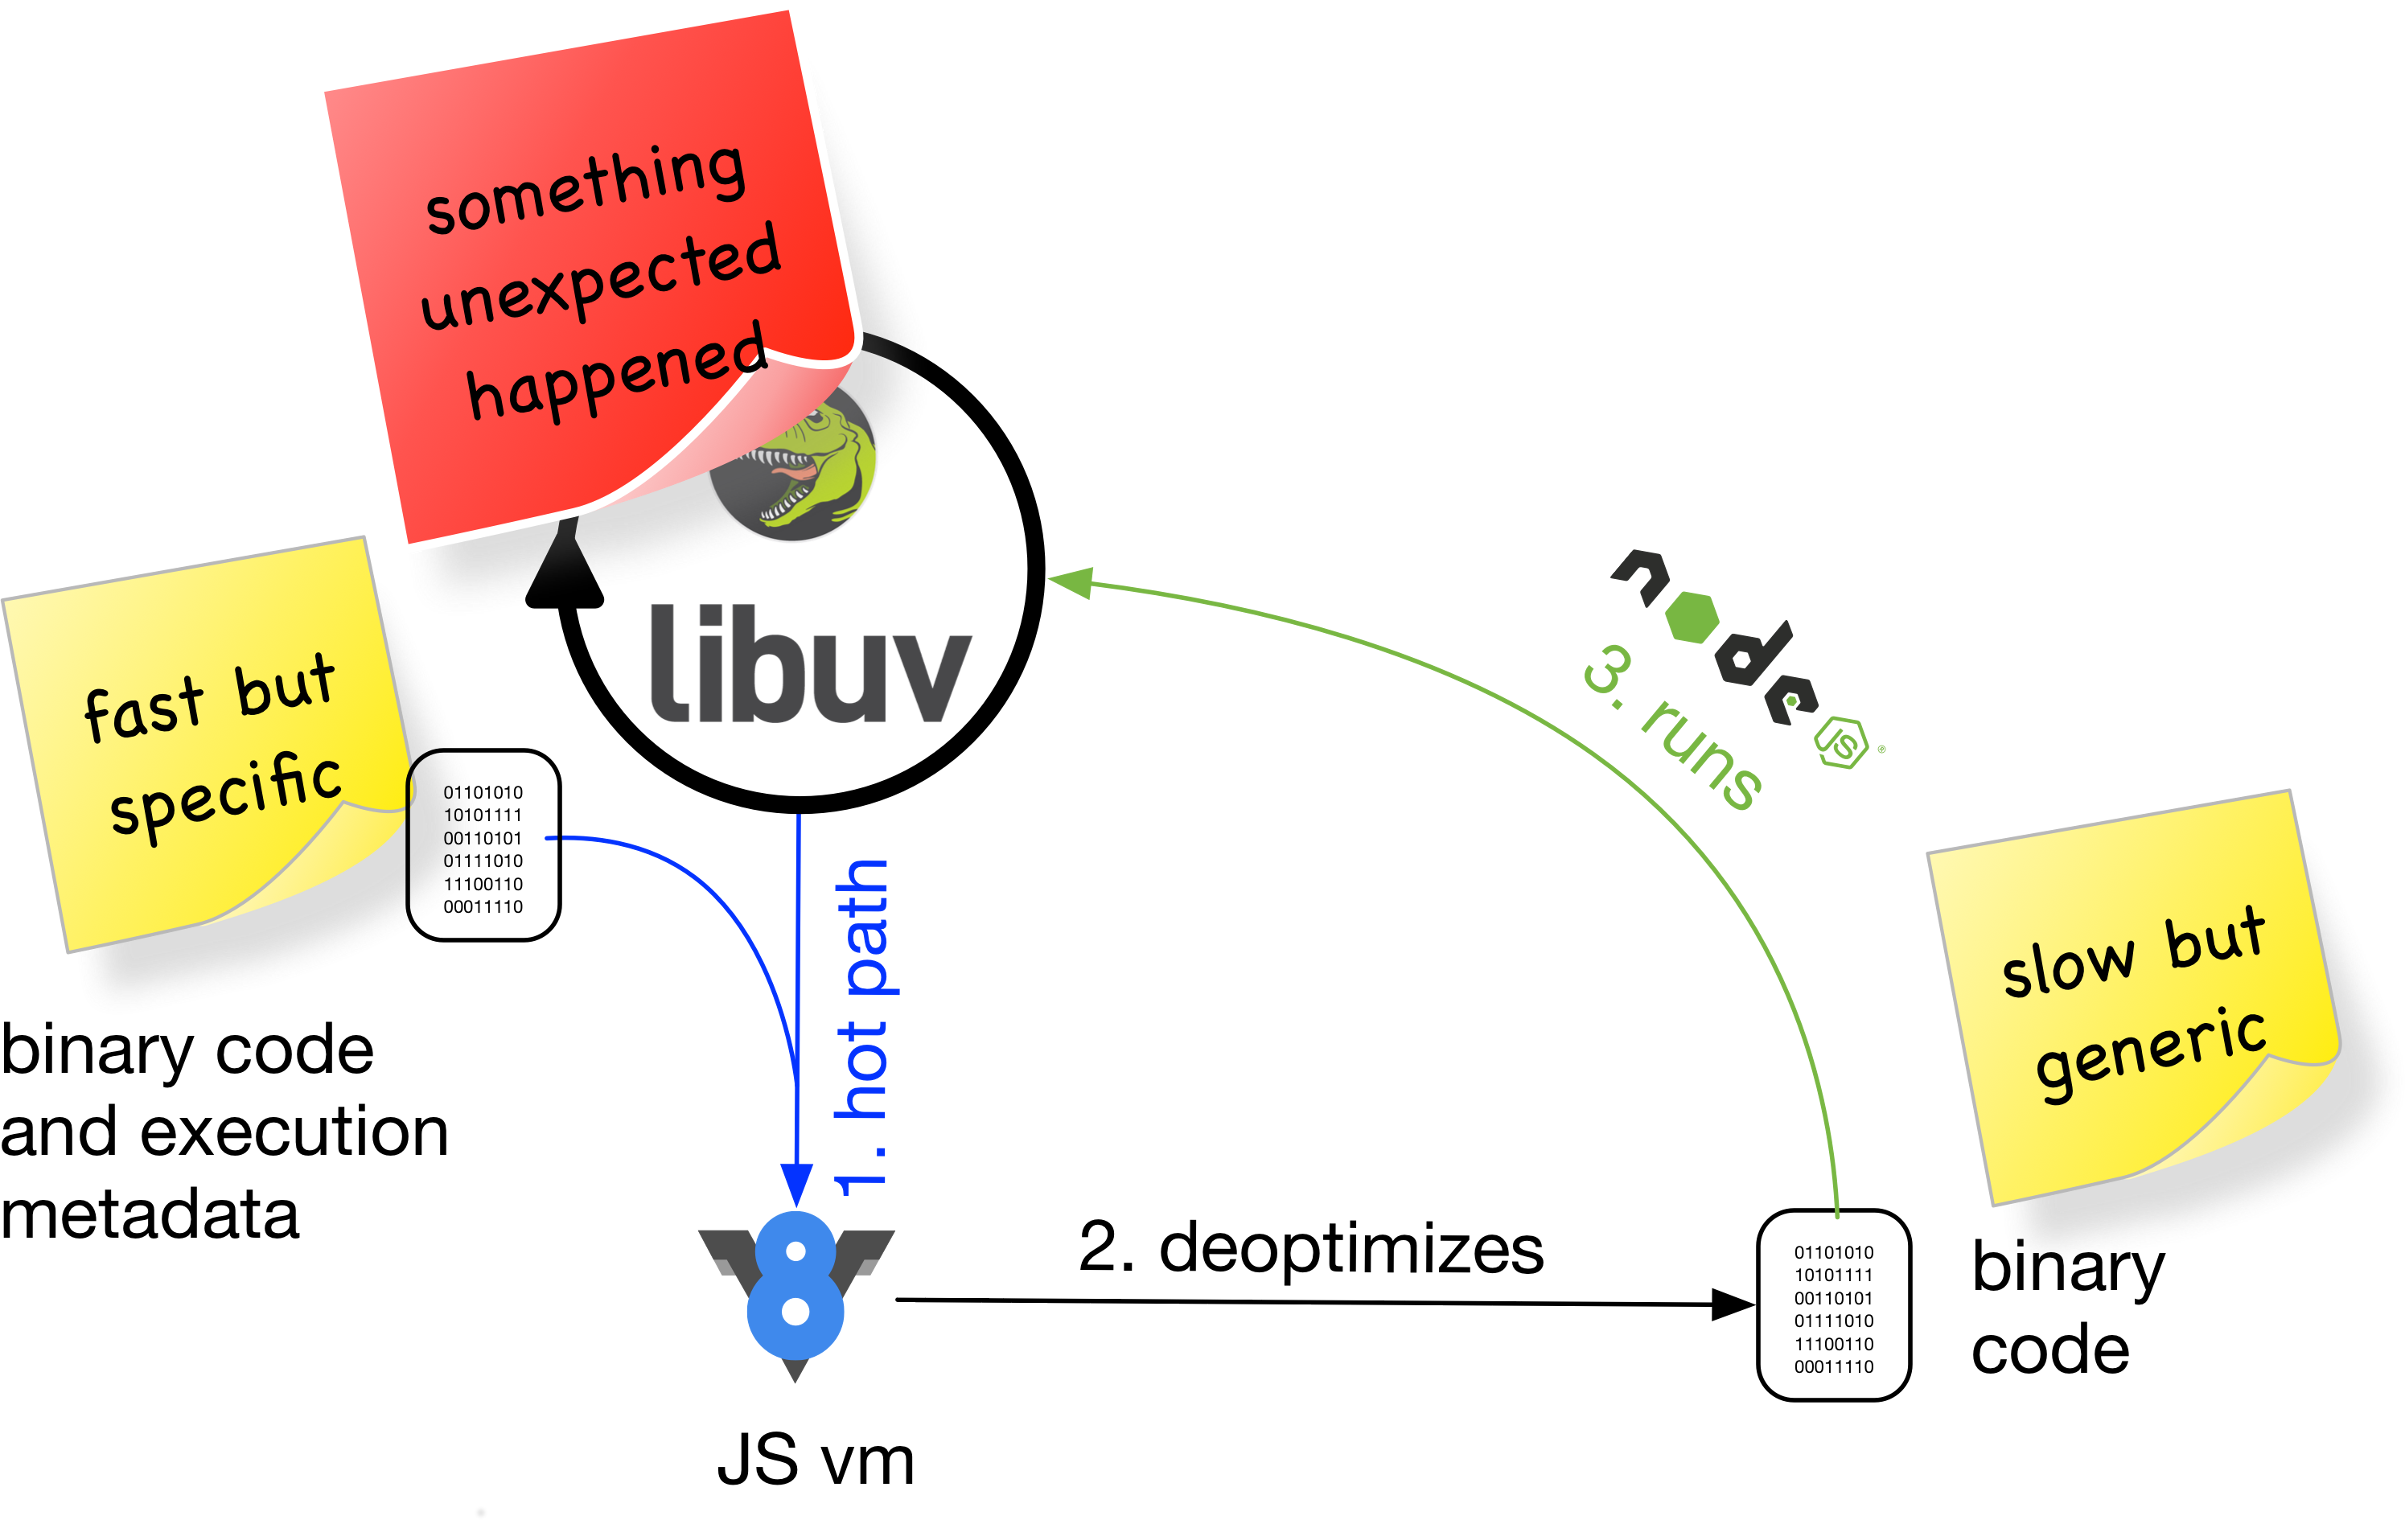 something
unexpected
happened
libuv
fast but
specific
01101010
10101111
00110101
01111010
11100110
00011110
binary code
and execution
metadata
1. hot path
8
JS vm
2. deoptimizes
node
JS
®
3. runs
slow but
generic
01101010
10101111
00110101
01111010
11100110
00011110
binary
code